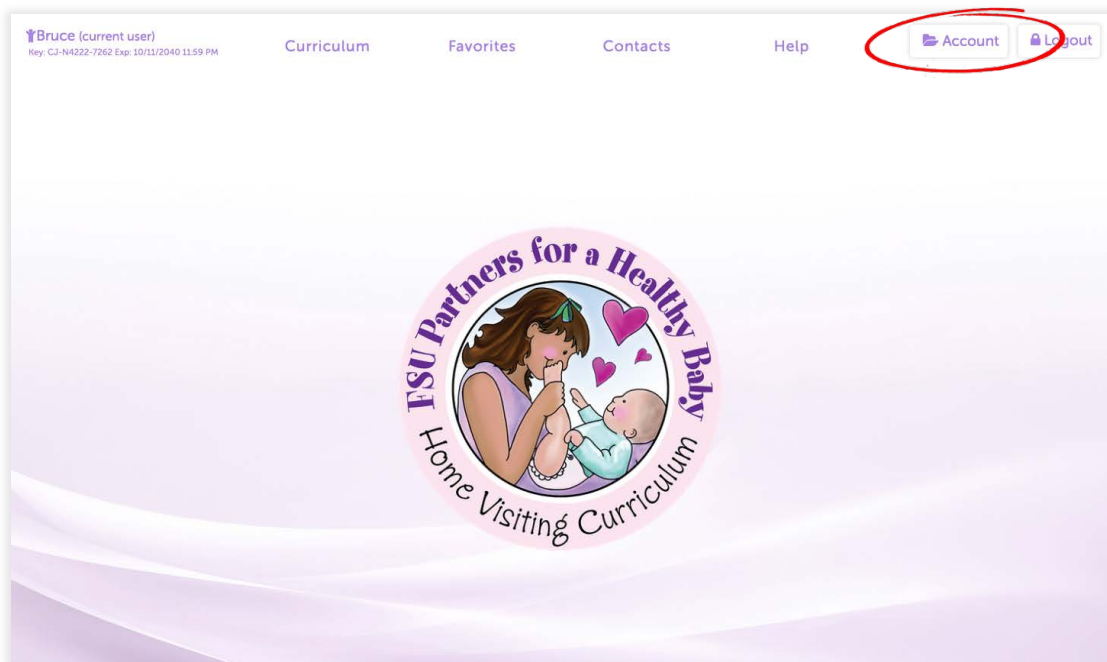 Bruce (current user)
Key: CJ-N4222-7262 Exp: 10/11/2040 11:59 PM
Curriculum
Favorites
Contacts
Help
Account
Logout
FSU Partners for a Healthy Baby
Home Visiting Curriculum